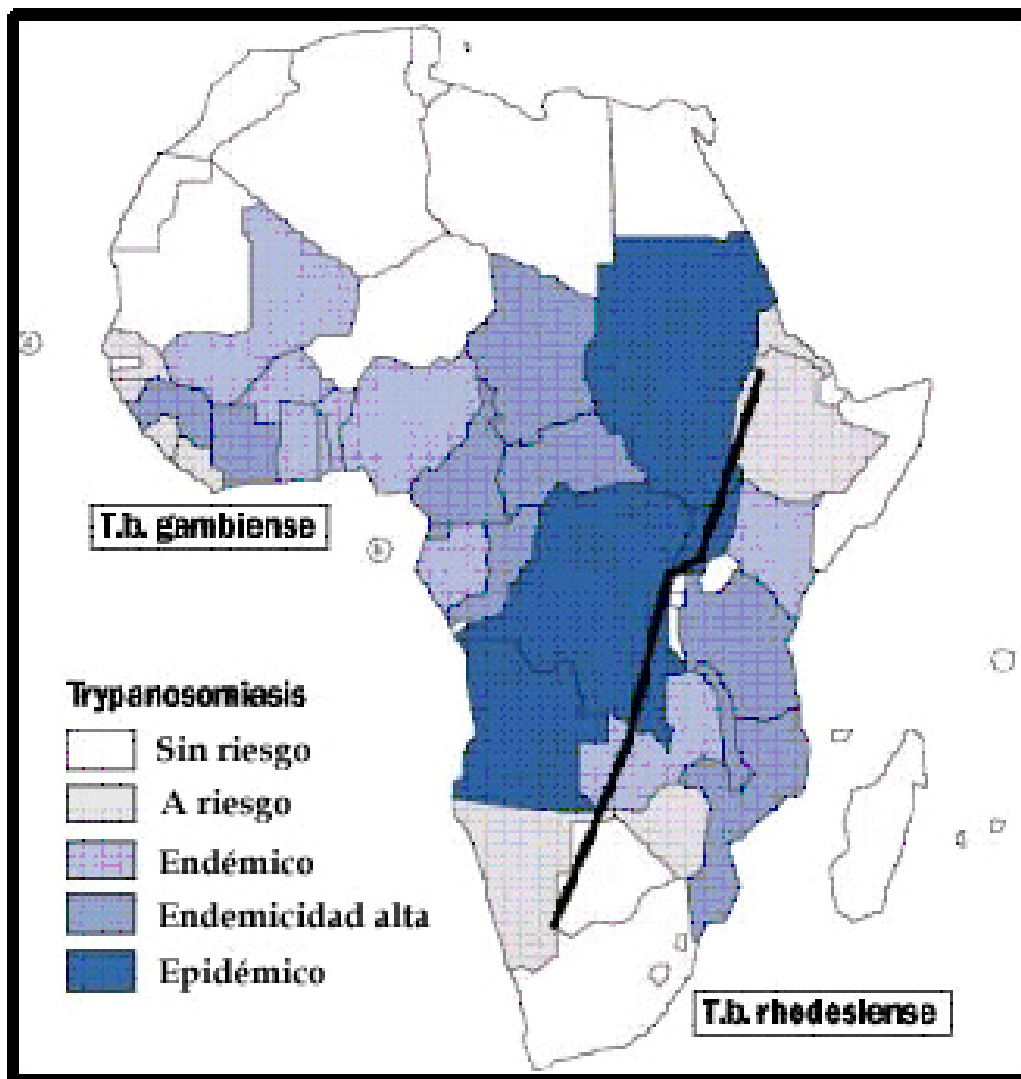 T.b. gambiense
Trypanosomiasis
Sin riesgo
A riesgo
Endémico
Endemicidad alta
Epidémico
T.b. rhodesiense